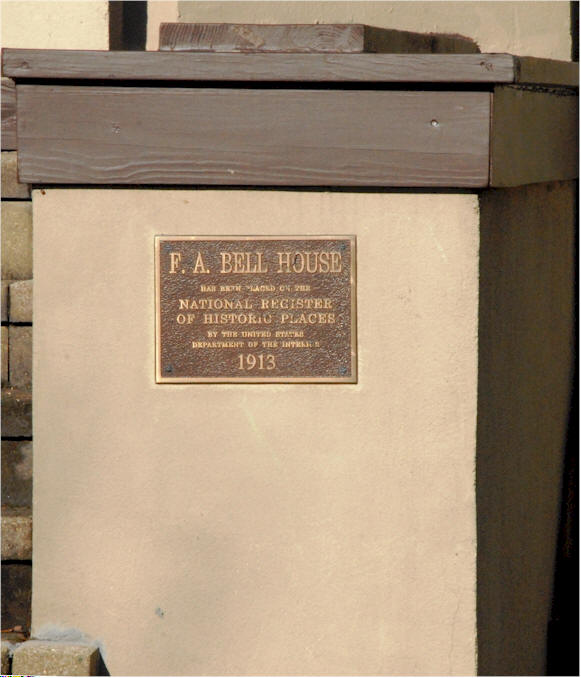 F. A. BELL HOUSE
HAS BEEN PLACED ON THE
NATIONAL REGISTER
OF HISTORIC PLACES
BY THE UNITED STATES
DEPARTMENT OF THE INTERIOR
1913